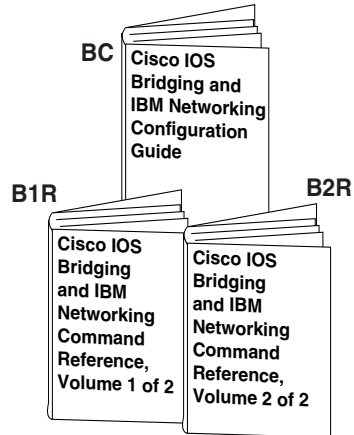 BC
Cisco IOS
Bridging and
IBM Networking
Configuration
Guide
B1R
Cisco IOS
Bridging
and IBM
Networking
Command
Reference,
Volume 1 of 2
B2R
Cisco IOS
Bridging
and IBM
Networking
Command
Reference,
Volume 2 of 2